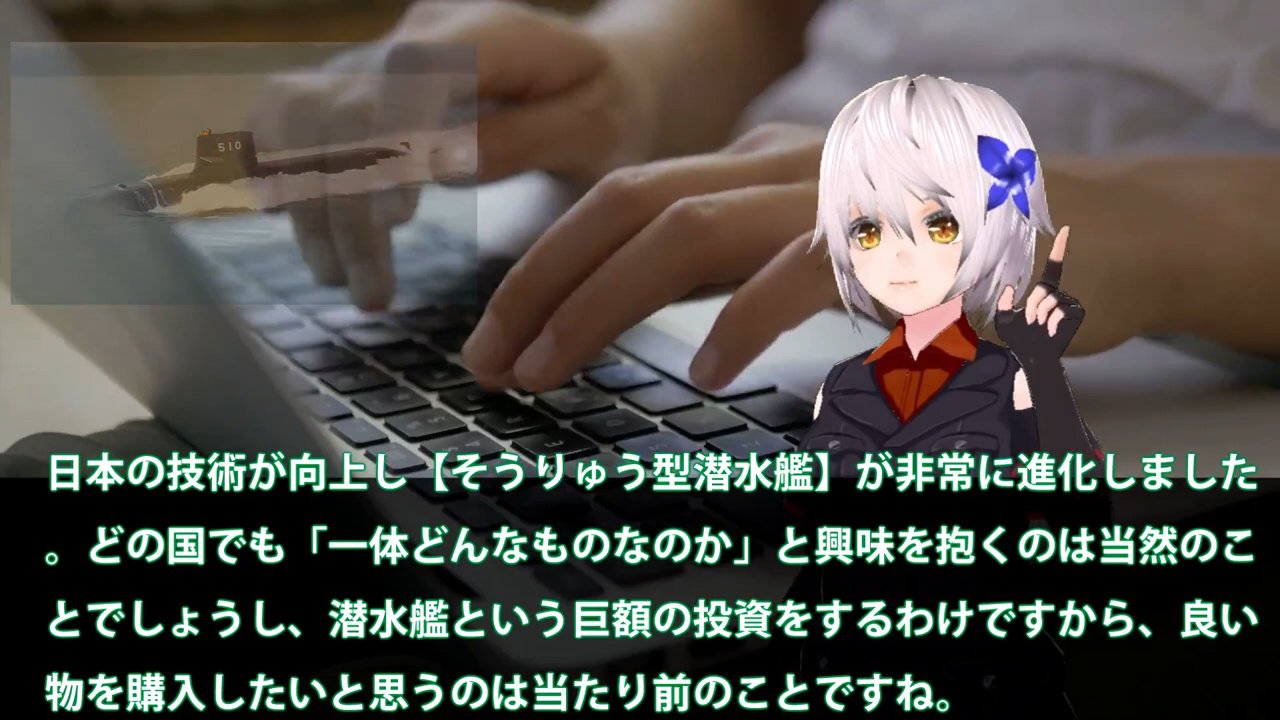 510
日本の技術が向上し【そうりゅう型潜水艦】が非常に進化しました
。どの国でも「一体どんなものなのか」と興味を抱くのは当然のこ
とでしょうし、潜水艦という巨額の投資をするわけですから、良い
物を購入したいと思うのは当たり前のことですね。